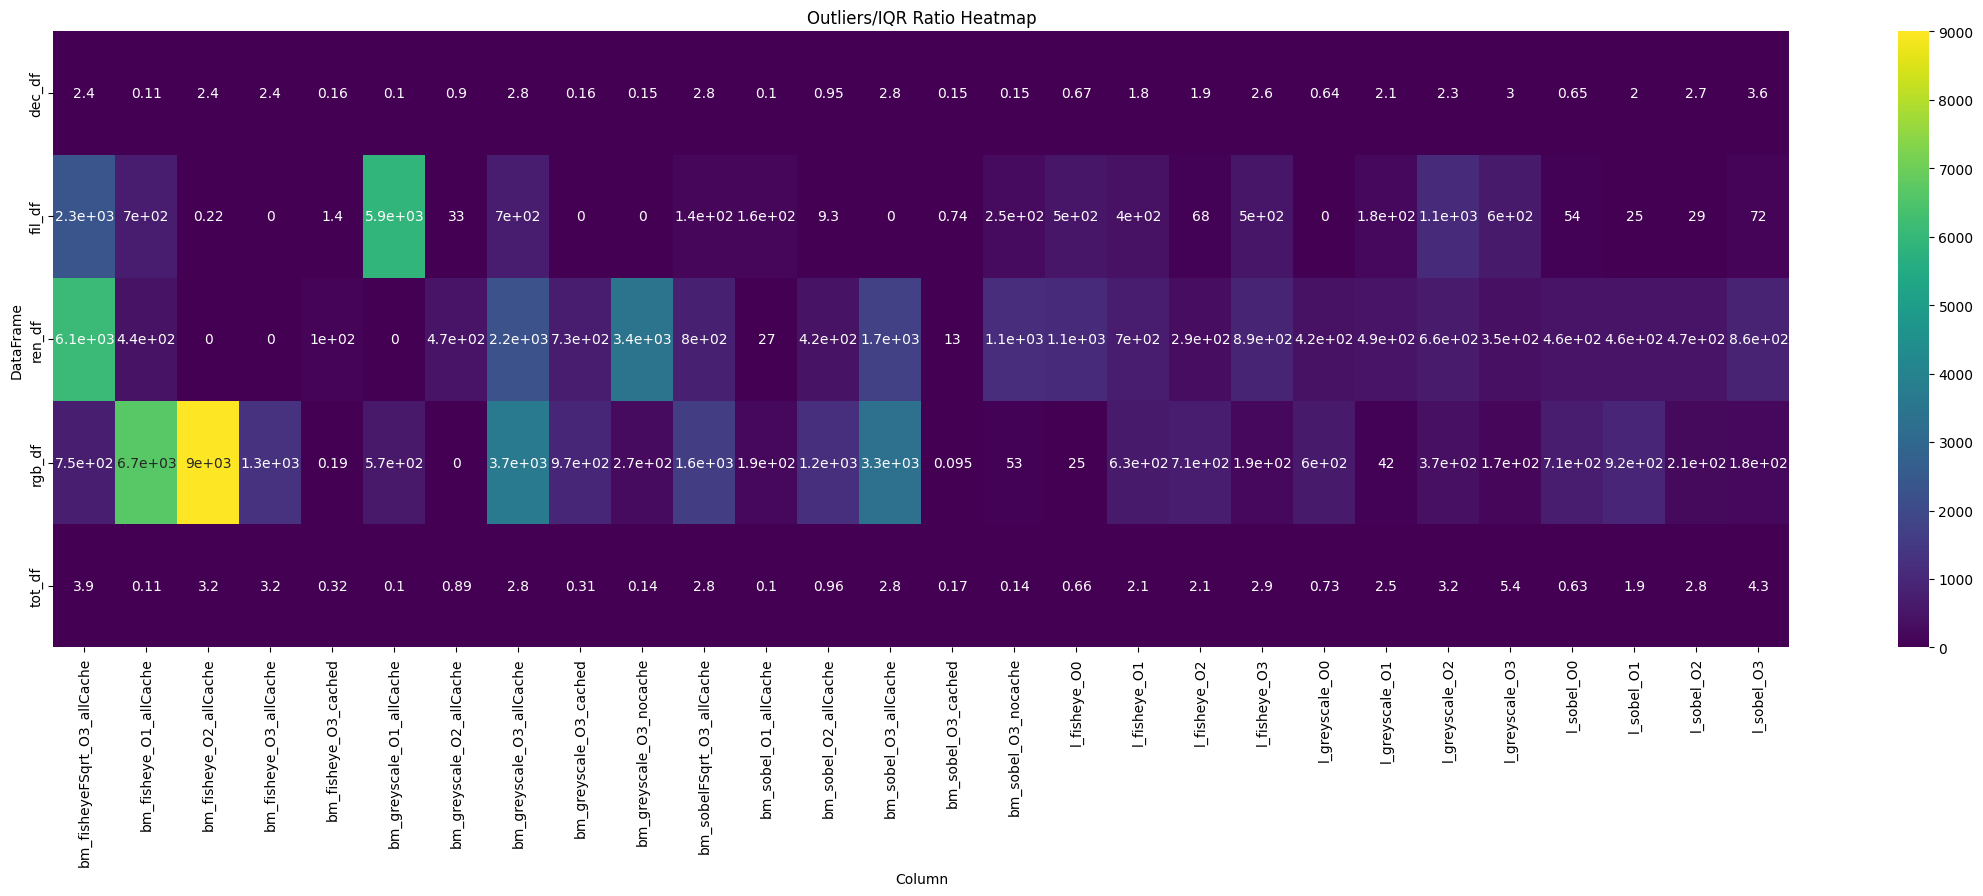 Outliers/IQR Ratio Heatmap
DataFrame
dec_df
2.4 0.11 2.4 2.4 0.16 0.1 0.9 2.8 0.16 0.15 2.8 0.1 0.95 2.8 0.15 0.15 0.67 1.8 1.9 2.6 0.64 2.1 2.3 3 0.65 2 2.7 3.6
fil_df
2.3e+03 7e+02 0.22 0 1.4 5.9e+03 33 7e+02 0 0 1.4e+02 1.6e+02 9.3 0 0.74 2.5e+02 5e+02 4e+02 68 5e+02 0 1.8e+02 1.1e+03 6e+02 54 25 29 72
ren_df
6.1e+03 4.4e+02 0 0 1e+02 0 4.7e+02 2.2e+03 7.3e+02 3.4e+03 8e+02 27 4.2e+02 1.7e+03 13 1.1e+03 1.1e+03 7e+02 2.9e+02 8.9e+02 4.2e+02 4.9e+02 6.6e+02 3.5e+02 4.6e+02 4.6e+02 4.7e+02 8.6e+02
rgb_df
7.5e+02 6.7e+03 9e+03 1.3e+03 0.19 5.7e+02 0 3.7e+03 9.7e+02 2.7e+02 1.6e+03 1.9e+02 1.2e+03 3.3e+03 0.095 53 25 6.3e+02 7.1e+02 1.9e+02 6e+02 42 3.7e+02 1.7e+02 7.1e+02 9.2e+02 2.1e+02 1.8e+02
tot_df
3.9 0.11 3.2 3.2 0.32 0.1 0.89 2.8 0.31 0.14 2.8 0.1 0.96 2.8 0.17 0.14 0.66 2.1 2.1 2.9 0.73 2.5 3.2 5.4 0.63 1.9 2.8 4.3
bm_fisheyeFSqrt_O3_allCache
bm_fisheye_O1_allCache
bm_fisheye_O2_allCache
bm_fisheye_O3_allCache
bm_fisheye_O3_cached
bm_greyscale_O1_allCache
bm_greyscale_O2_allCache
bm_greyscale_O3_allCache
bm_greyscale_O3_cached
bm_greyscale_O3_nocache
bm_sobelFSqrt_O3_allCache
bm_sobel_O1_allCache
bm_sobel_O2_allCache
bm_sobel_O3_allCache
bm_sobel_O3_cached
bm_sobel_O3_nocache
l_fisheye_O0
l_fisheye_O1
l_fisheye_O2
l_fisheye_O3
l_greyscale_O0
l_greyscale_O1
l_greyscale_O2
l_greyscale_O3
l_sobel_O0
l_sobel_O1
l_sobel_O2
l_sobel_O3
Column
9000
8000
7000
6000
5000
4000
3000
2000
1000
0